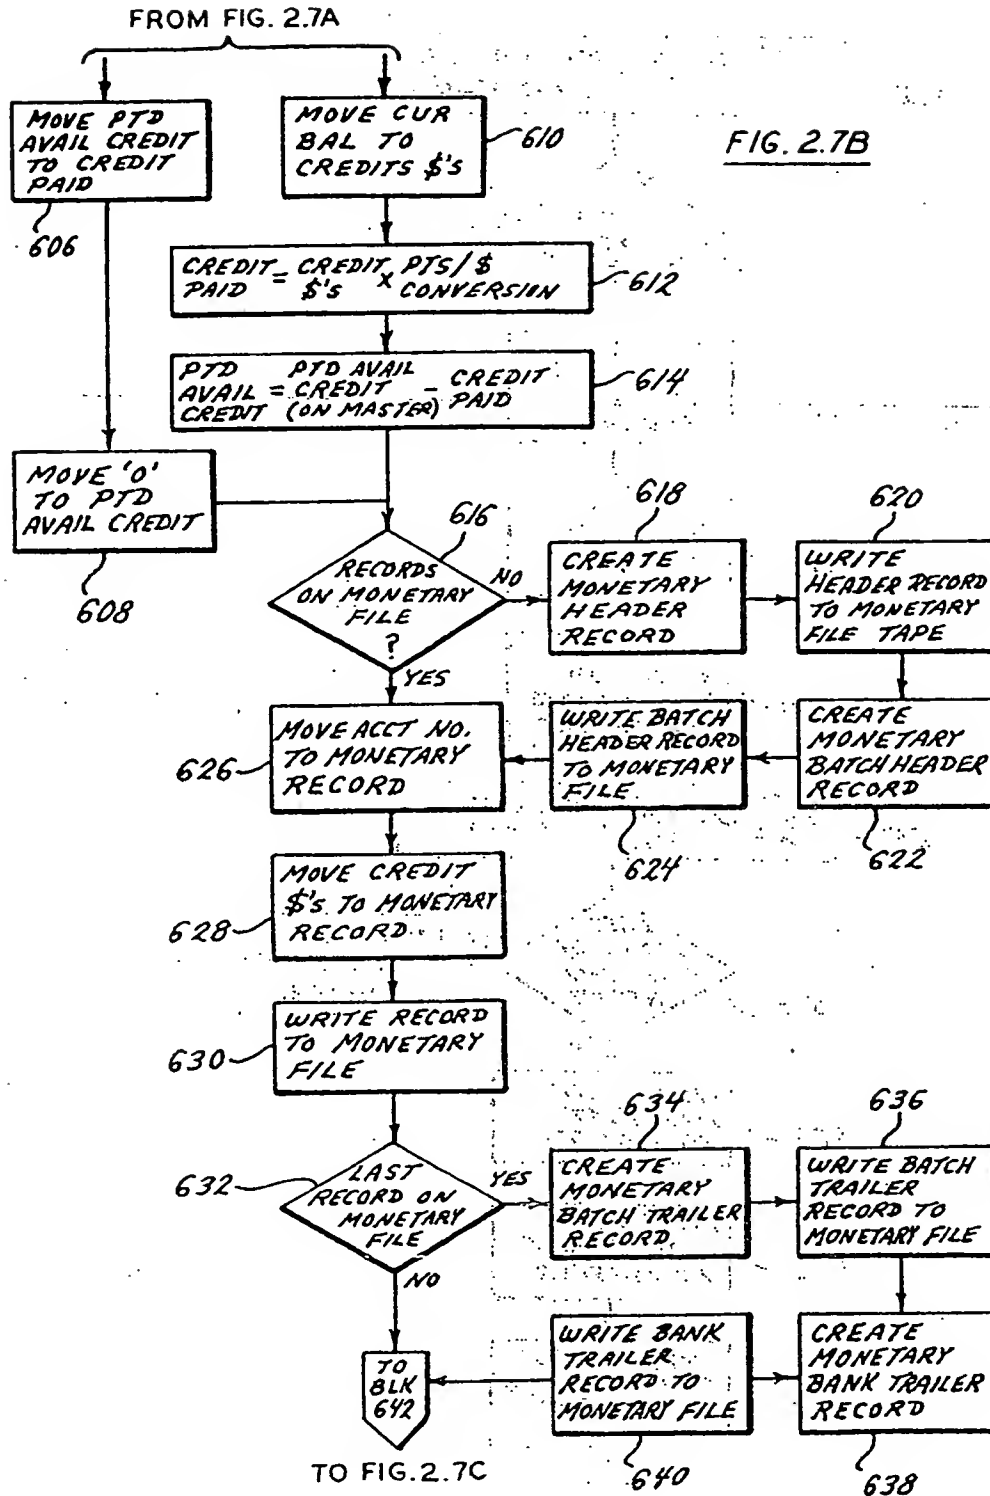 FROM FIG. 2.7A
MOVE PTD
AVAIL CREDIT
TO CREDIT
PAID
606
MOVE CUR
BAL TO
CREDITS $'S
610
FIG. 2.7B
CREDIT = CREDIT x PTS/$
PAID $'s CONVERSION
612
PTD PTD AVAIL
AVAIL = CREDIT - CREDIT
CREDIT (ON MASTER) PAID
614
MOVE '0'
TO PTD
AVAIL CREDIT
608
616
RECORDS
ON MONETARY
FILE
?
NO
YES
618
CREATE
MONETARY
HEADER
RECORD
620
WRITE
HEADER RECORD
TO MONETARY
FILE TAPE
MOVE ACCT NO.
TO MONETARY
RECORD
626
WRITE BATCH
HEADER RECORD
TO MONETARY
FILE
624
CREATE
MONETARY
BATCH HEADER
RECORD
622
MOVE CREDIT
$'s TO MONETARY
RECORD
628
WRITE RECORD
TO MONETARY
FILE
630
632
LAST
RECORD ON
MONETARY
FILE
YES
NO
634
CREATE
MONETARY
BATCH TRAILER
RECORD
636
WRITE BATCH
TRAILER
RECORD TO
MONETARY FILE
TO
BLK
642
WRITE BANK
TRAILER
RECORD TO
MONETARY FILE
640
CREATE
MONETARY
BANK TRAILER
RECORD
638
TO FIG. 2.7C